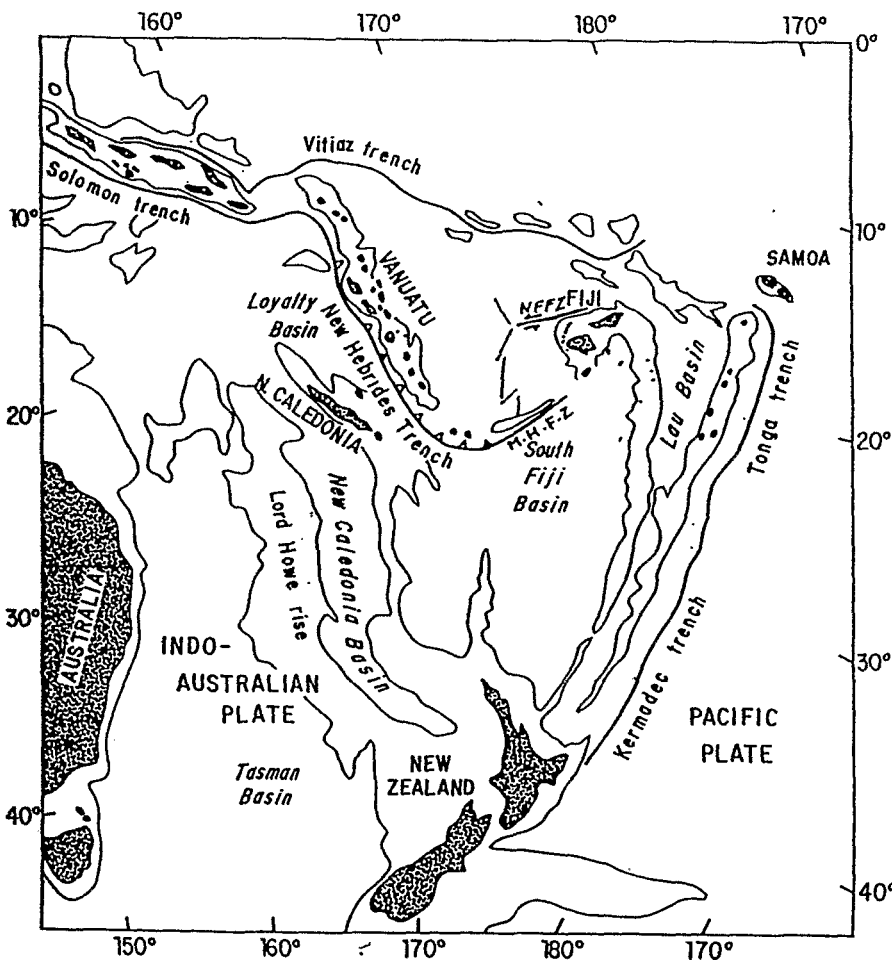 160° 170° 180° 170°
0°
Vitiaz trench
Solomon trench
10°
10°
SAMOA
VANUATU
N.F.F.Z
FIJI
Loyalty
Basin
New Hebrides Trench
Lau Basin
Tonga trench
N. CALEDONIA
20°
20°
M.H.F.Z
South
Fiji
Basin
Lord Howe rise
New Caledonia Basin
AUSTRALIA
30°
30°
INDO-
AUSTRALIAN
PLATE
Kermadec trench
PACIFIC
PLATE
NEW
ZEALAND
Tasman
Basin
40°
40°
150° 160° 170° 180° 170°